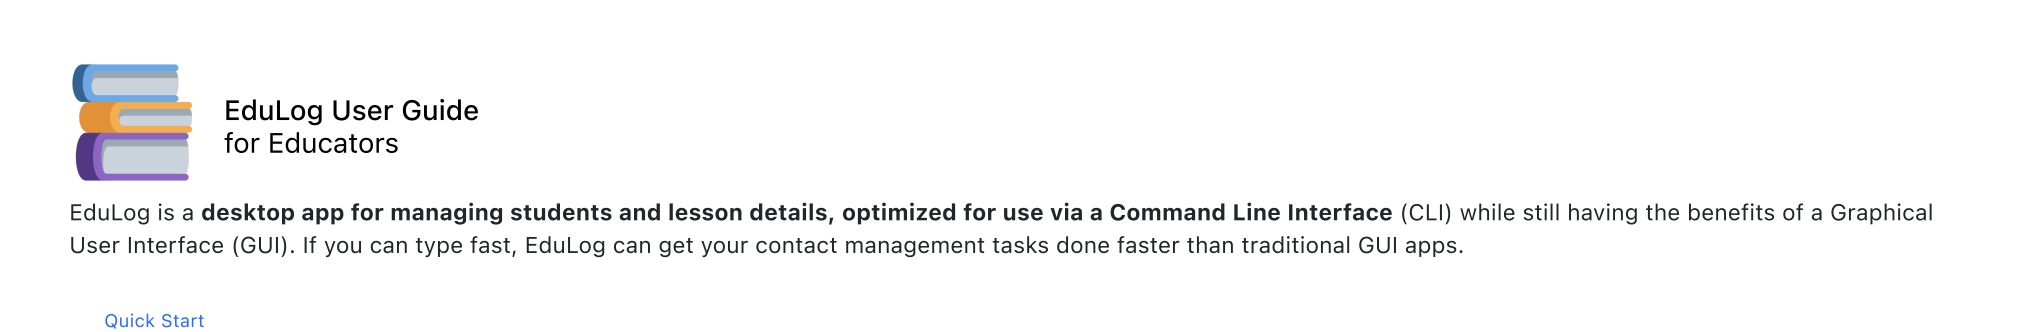 EduLog User Guide
for Educators
EduLog is a desktop app for managing students and lesson details, optimized for use via a Command Line Interface (CLI) while still having the benefits of a Graphical
User Interface (GUI). If you can type fast, EduLog can get your contact management tasks done faster than traditional GUI apps.
Quick Start